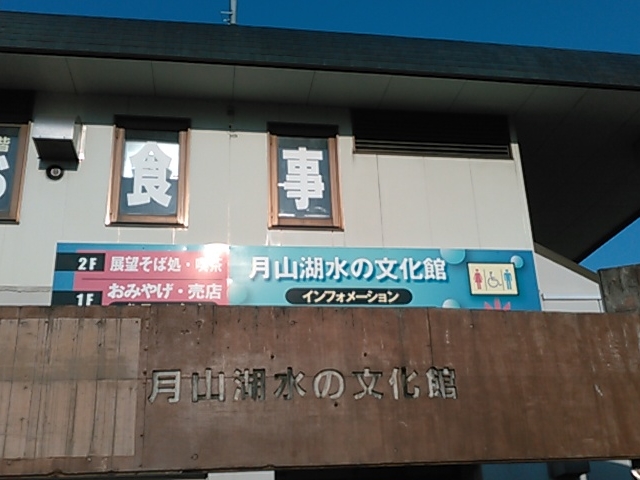 お食事
2F 展望そば処・喫茶
1F おみやげ・売店
月山湖水の文化館
インフォメーション
月山湖水の文化館